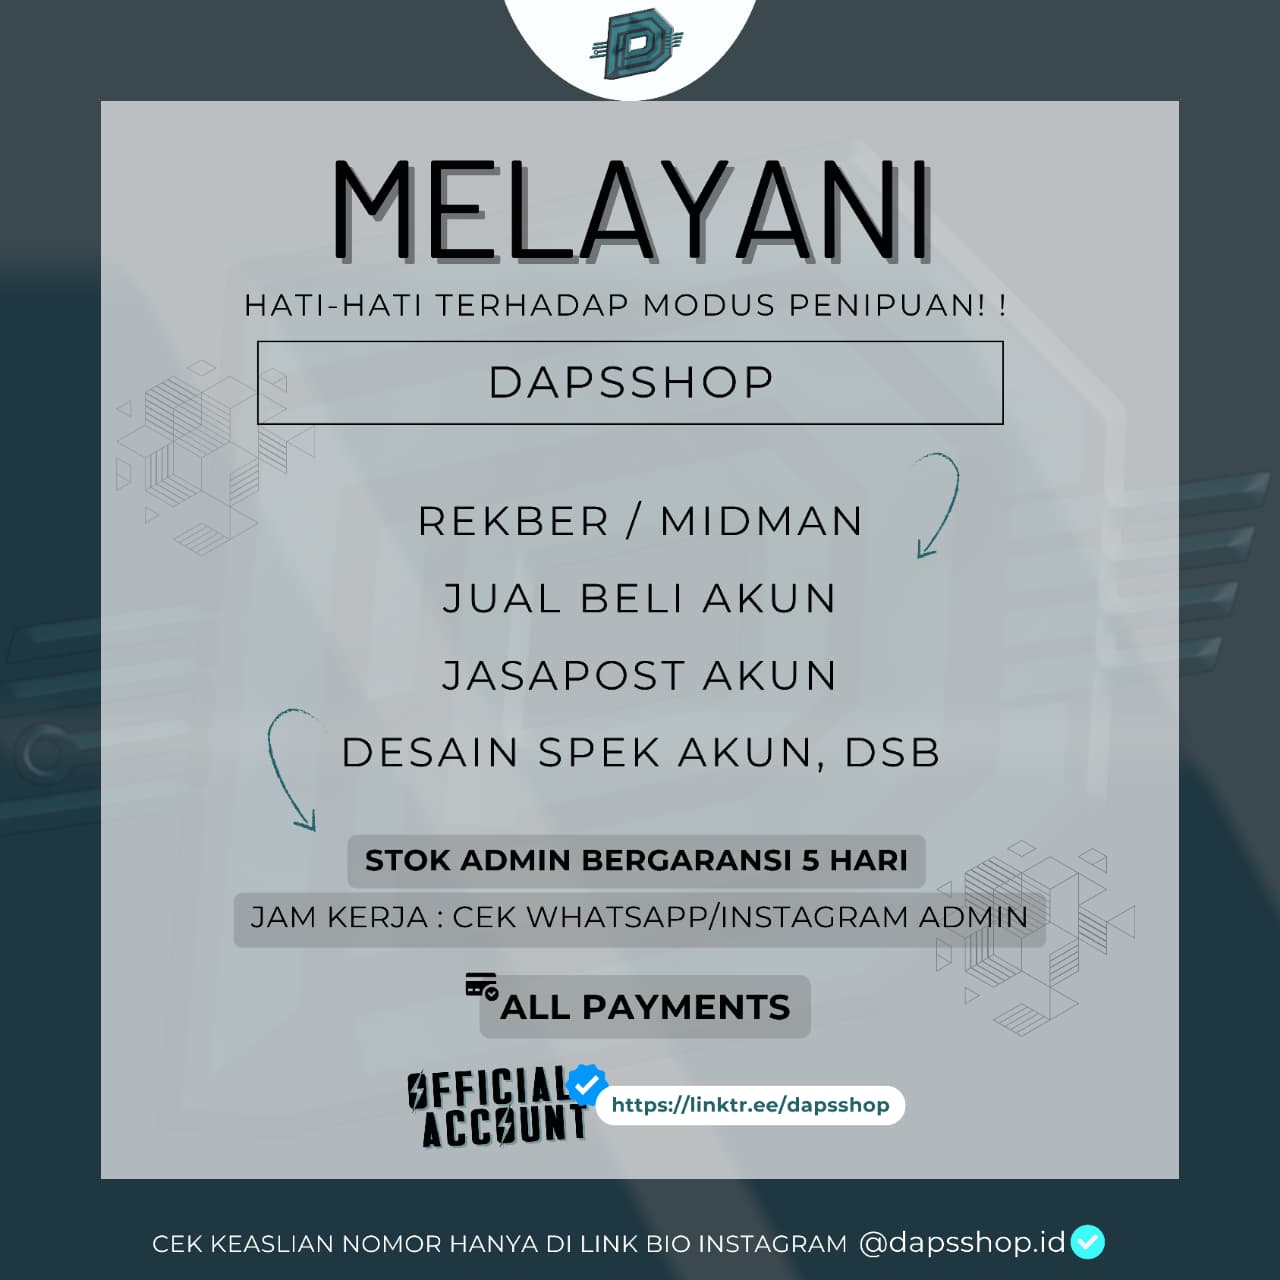 MELAYANI
HATI-HATI TERHADAP MODUS PENIPUAN! !
DAPSSHOP
REKBER / MIDMAN
JUAL BELI AKUN
JASAPOST AKUN
DESAIN SPEK AKUN, DSB
STOK ADMIN BERGARANSI 5 HARI
JAM KERJA : CEK WHATSAPP/INSTAGRAM ADMIN
ALL PAYMENTS
OFFICIAL
ACCOUNT
https://linktr.ee/dapsshop
CEK KEASLIAN NOMOR HANYA DI LINK BIO INSTAGRAM @dapsshop.id